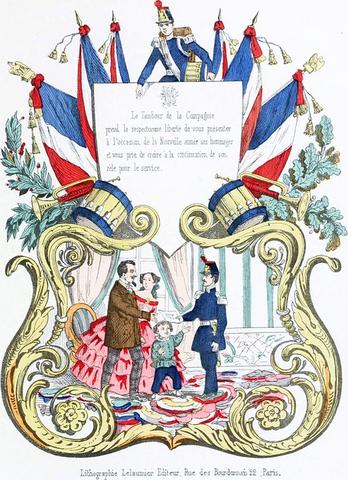 Le Tambour de la Compagnie
prend la respectueuse liberté de vous présenter
à l'occasion de la Nouvelle année ses hommages
et vous prie de croire à la continuation de son
zèle pour le service.
Lithographie Lelaumier Editeur, Rue des Bourdonnais 22, Paris.